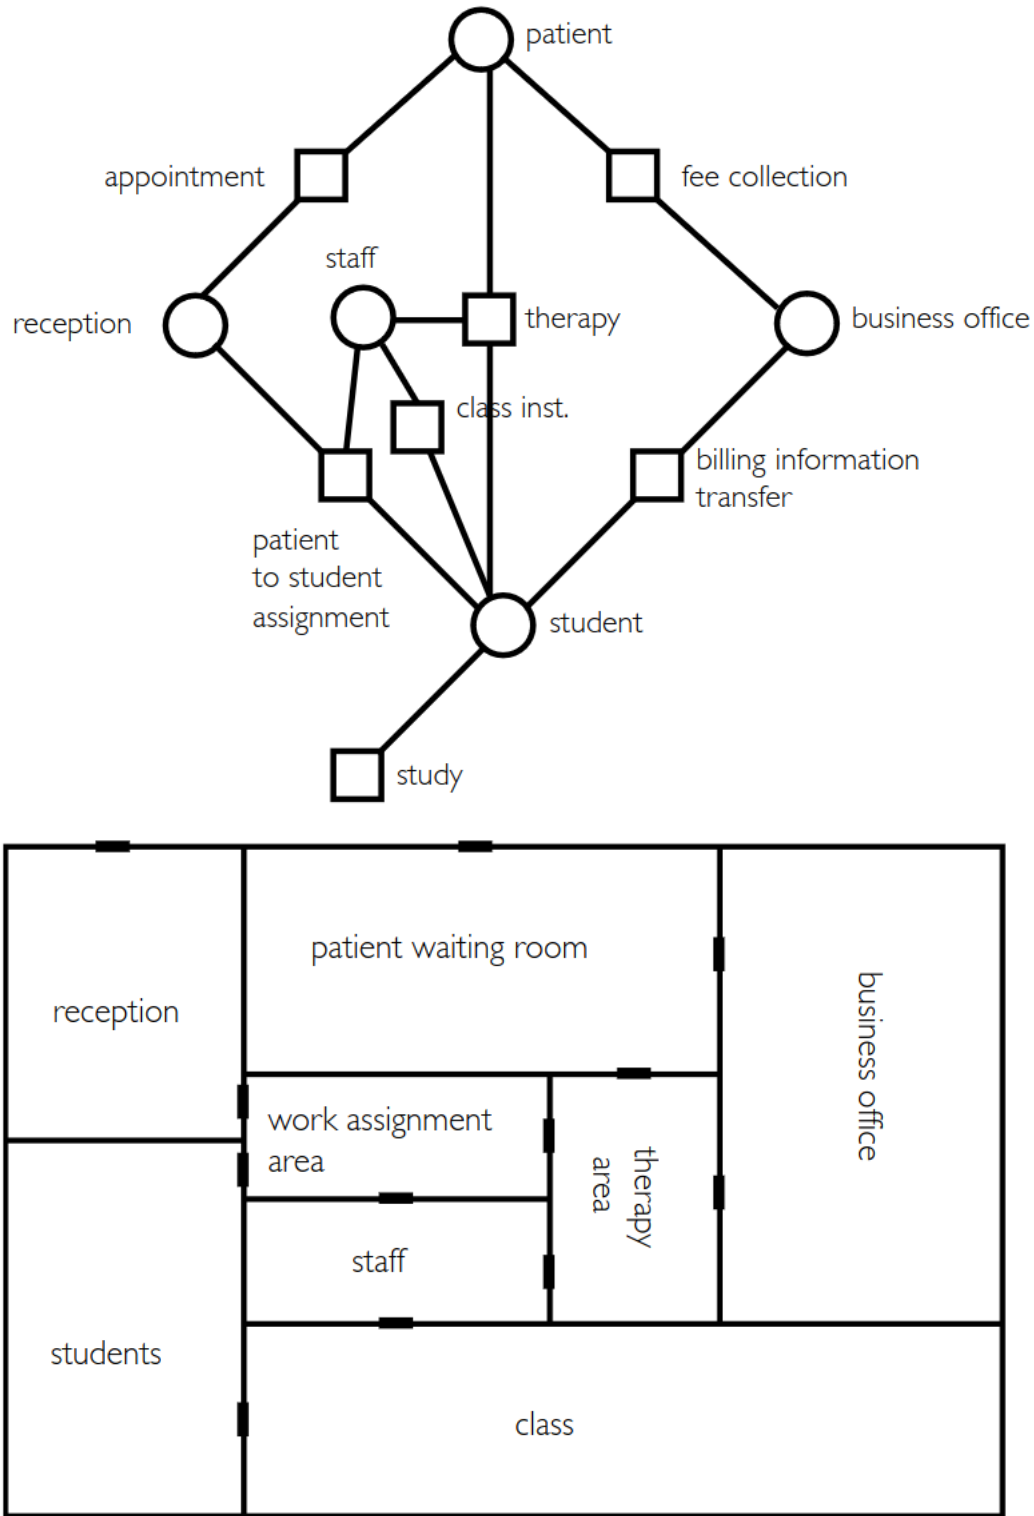 patient
appointment
fee collection
staff
reception
therapy
business office
class inst.
billing information
transfer
patient
to student
assignment
student
study
patient waiting room
reception
business office
work assignment
area
therapy
area
staff
students
class